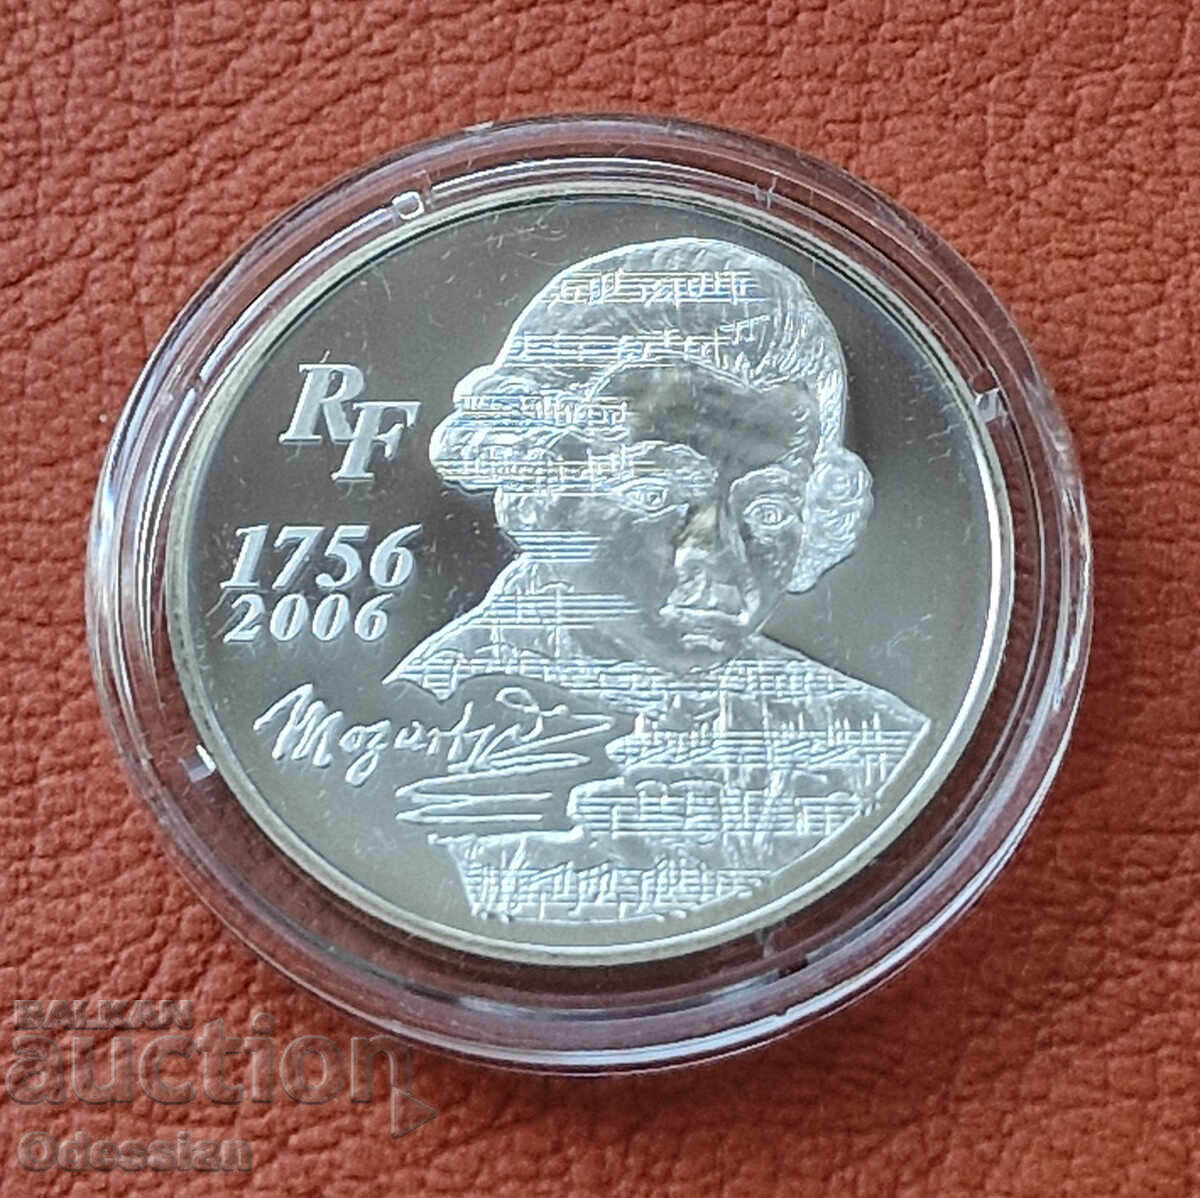 RF
1756
2006
Mozart
BALKAN
auction
Odessian